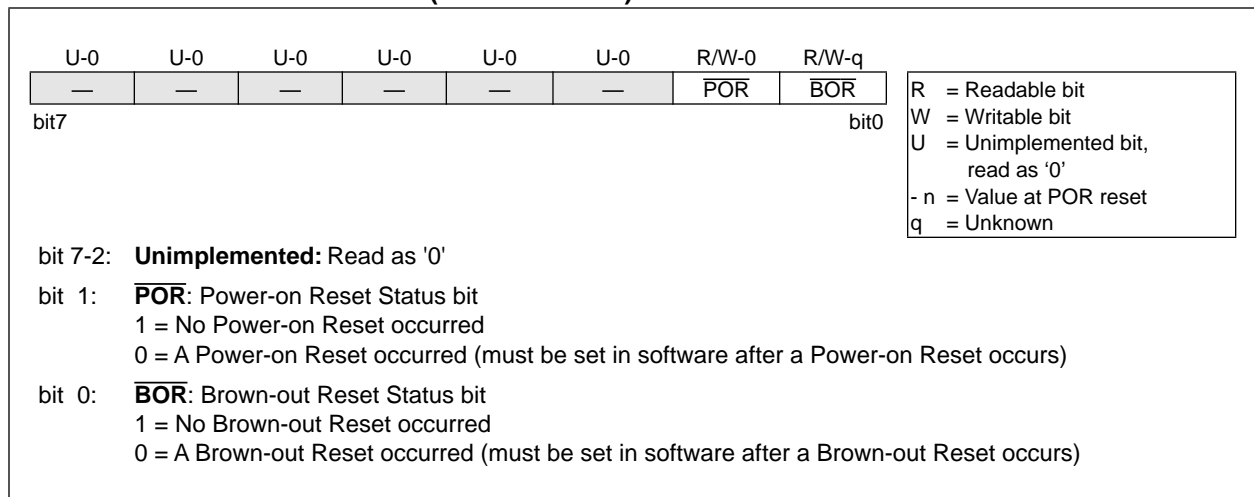 U-0 U-0 U-0 U-0 U-0 U-0 R/W-0 R/W-q
— — — — — — P̅O̅R̅ B̅O̅R̅
bit7 bit0
R = Readable bit
W = Writable bit
U = Unimplemented bit,
read as ‘0’
- n = Value at POR reset
q = Unknown
bit 7-2: Unimplemented: Read as '0'
bit 1: P̅O̅R̅: Power-on Reset Status bit
1 = No Power-on Reset occurred
0 = A Power-on Reset occurred (must be set in software after a Power-on Reset occurs)
bit 0: B̅O̅R̅: Brown-out Reset Status bit
1 = No Brown-out Reset occurred
0 = A Brown-out Reset occurred (must be set in software after a Brown-out Reset occurs)